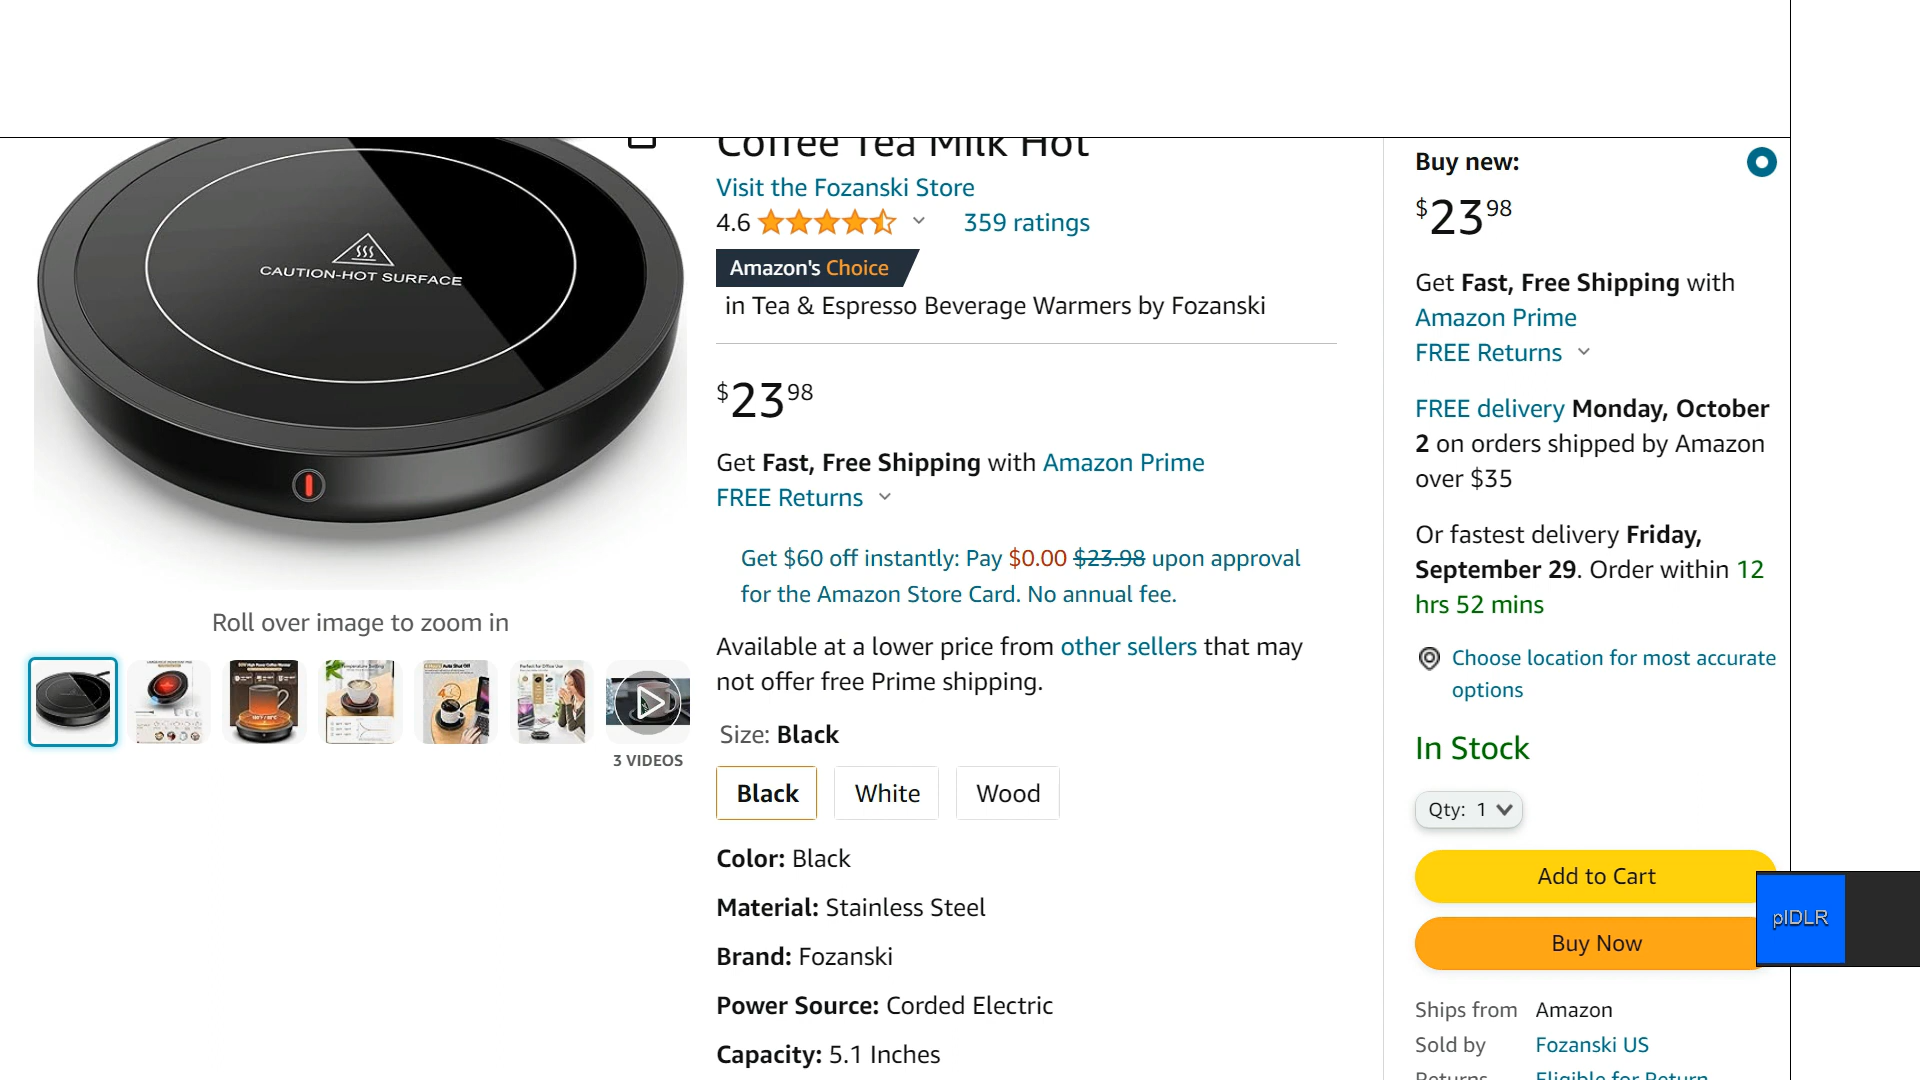 CAUTION-HOT SURFACE
Roll over image to zoom in
3 VIDEOS
Coffee Tea Milk Hot
Visit the Fozanski Store
4.6
359 ratings
Amazon's Choice
in Tea & Espresso Beverage Warmers by Fozanski
$23 98
Get Fast, Free Shipping with Amazon Prime
FREE Returns
Get $60 off instantly: Pay $0.00 $23.98 upon approval
for the Amazon Store Card. No annual fee.
Available at a lower price from other sellers that may
not offer free Prime shipping.
Size: Black
Black White Wood
Color: Black
Material: Stainless Steel
Brand: Fozanski
Power Source: Corded Electric
Capacity: 5.1 Inches
Buy new:
$23 98
Get Fast, Free Shipping with
Amazon Prime
FREE Returns
FREE delivery Monday, October
2 on orders shipped by Amazon
over $35
Or fastest delivery Friday,
September 29. Order within 12
hrs 52 mins
Choose location for most accurate
options
In Stock
Qty: 1
Add to Cart
Buy Now
pIDLR
Ships from Amazon
Sold by Fozanski US
Returns Eligible for Return